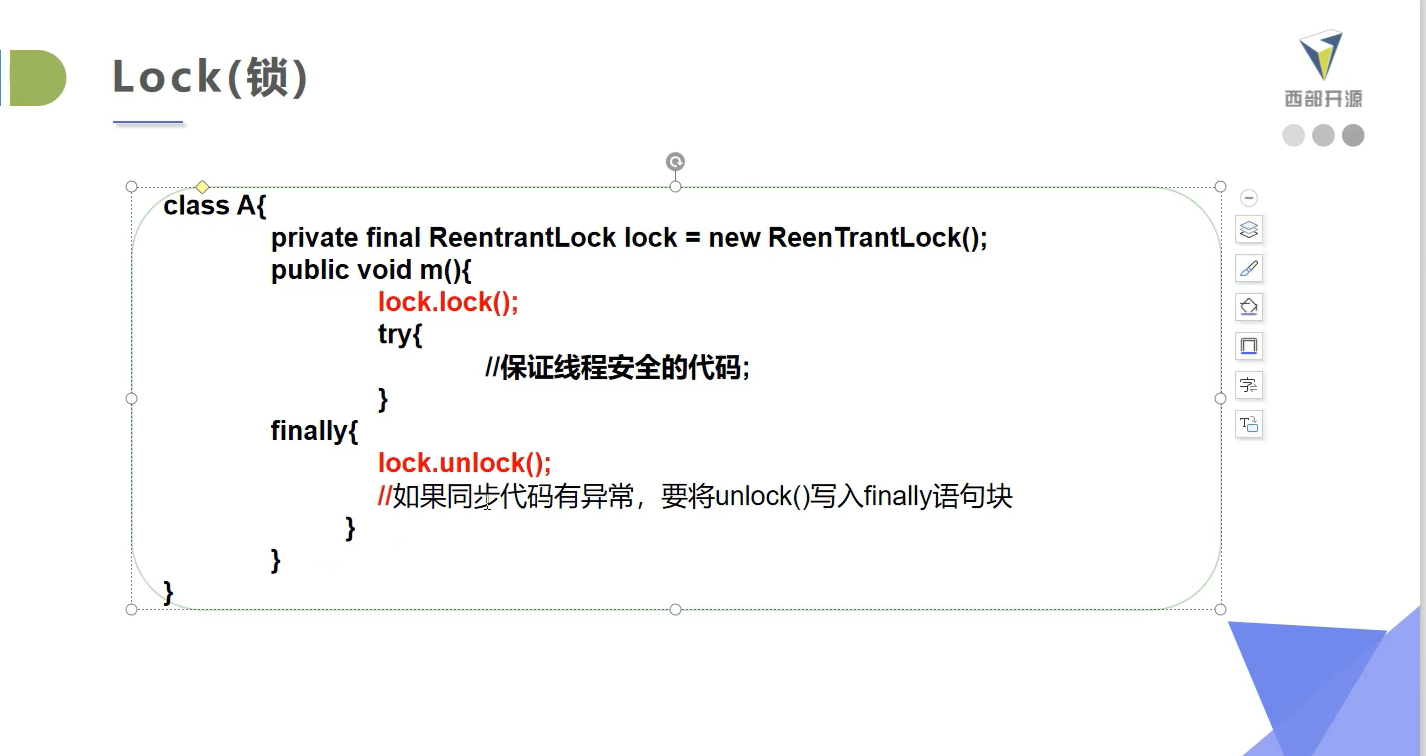 Lock(锁)
西部开源
class A{
private final ReentrantLock lock = new ReenTrantLock();
public void m(){
lock.lock();
try{
//保证线程安全的代码;
}
finally{
lock.unlock();
//如果同步代码有异常，要将unlock()写入finally语句块
}
}
}
字
T